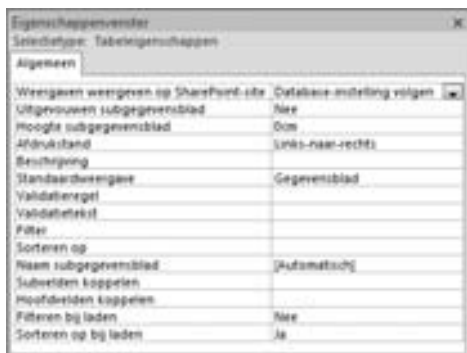 Eigenschappenvenster
Selectietype: Tabeleigenschappen
Algemeen
Weergaven weergeven op SharePoint-site Database-instelling volgen
Uitgevouwen subgegevensblad Nee
Hoogte subgegevensblad 0cm
Afdrukstand Links-naar-rechts
Beschrijving
Standaardweergave Gegevensblad
Validatieregel
Validatietekst
Filter
Sorteren op
Naam subgegevensblad [Automatisch]
Subvelden koppelen
Hoofdvelden koppelen
Filteren bij laden Nee
Sorteren op bij laden Ja